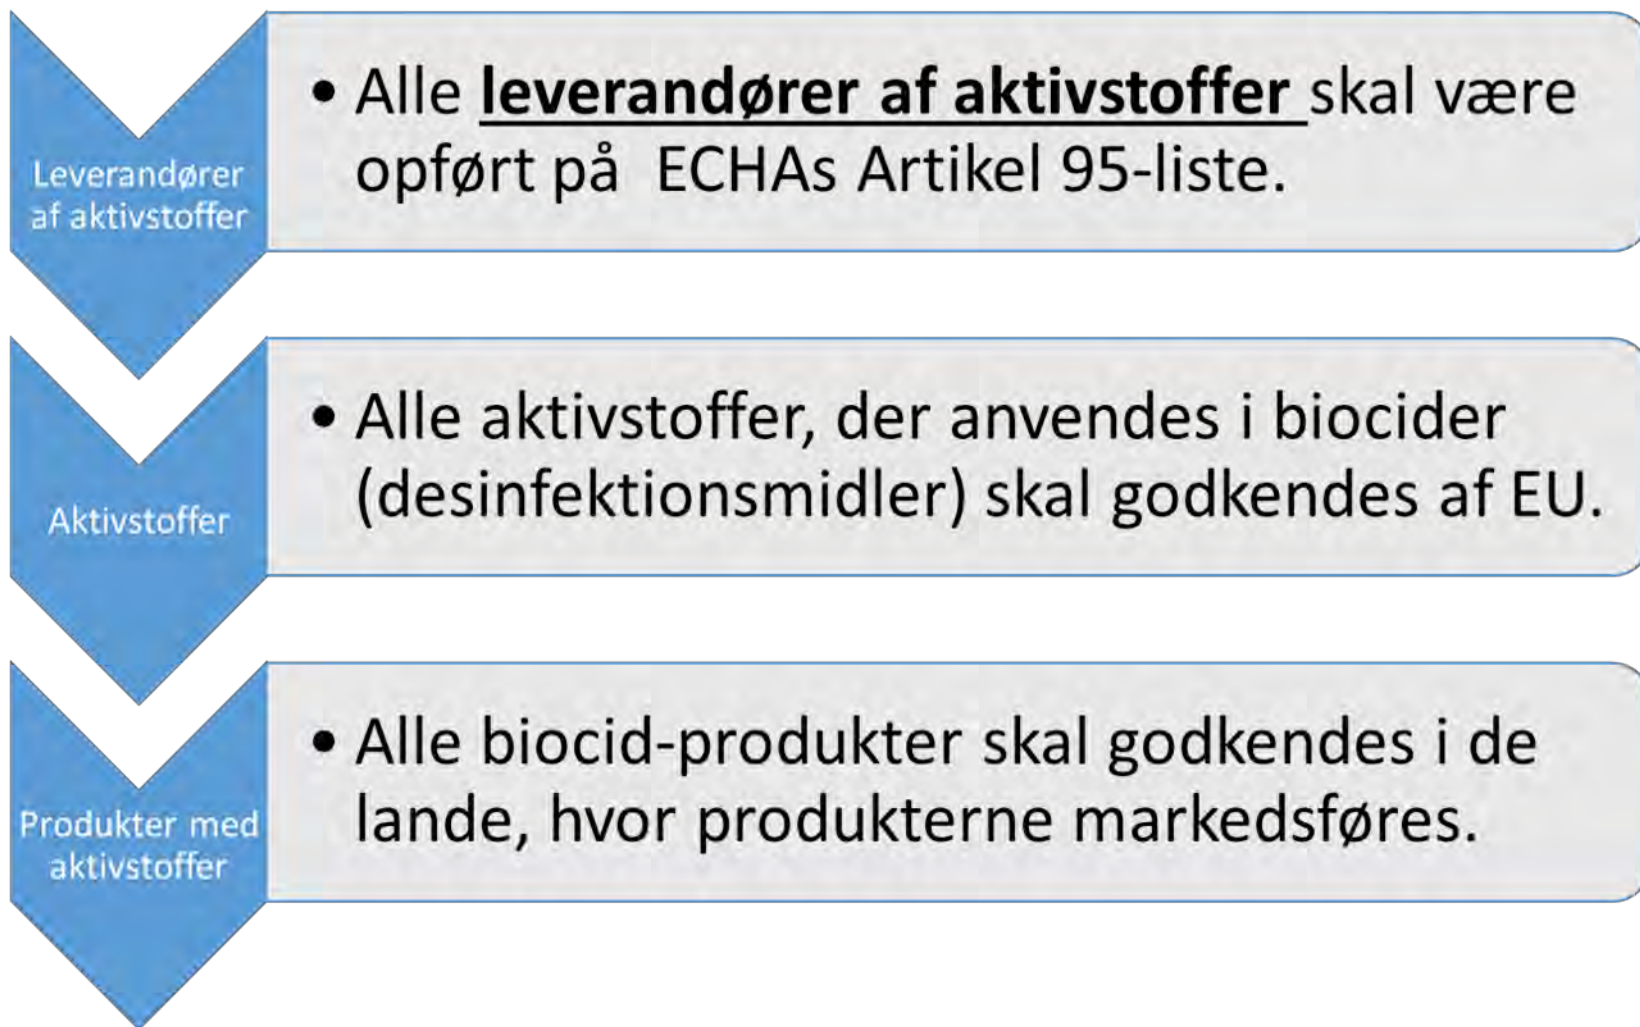 Leverandører
af aktivstoffer
• Alle leverandører af aktivstoffer skal være
opført på  ECHAs Artikel 95-liste.
Aktivstoffer
• Alle aktivstoffer, der anvendes i biocider
(desinfektionsmidler) skal godkendes af EU.
Produkter med
aktivstoffer
• Alle biocid-produkter skal godkendes i de
lande, hvor produkterne markedsføres.